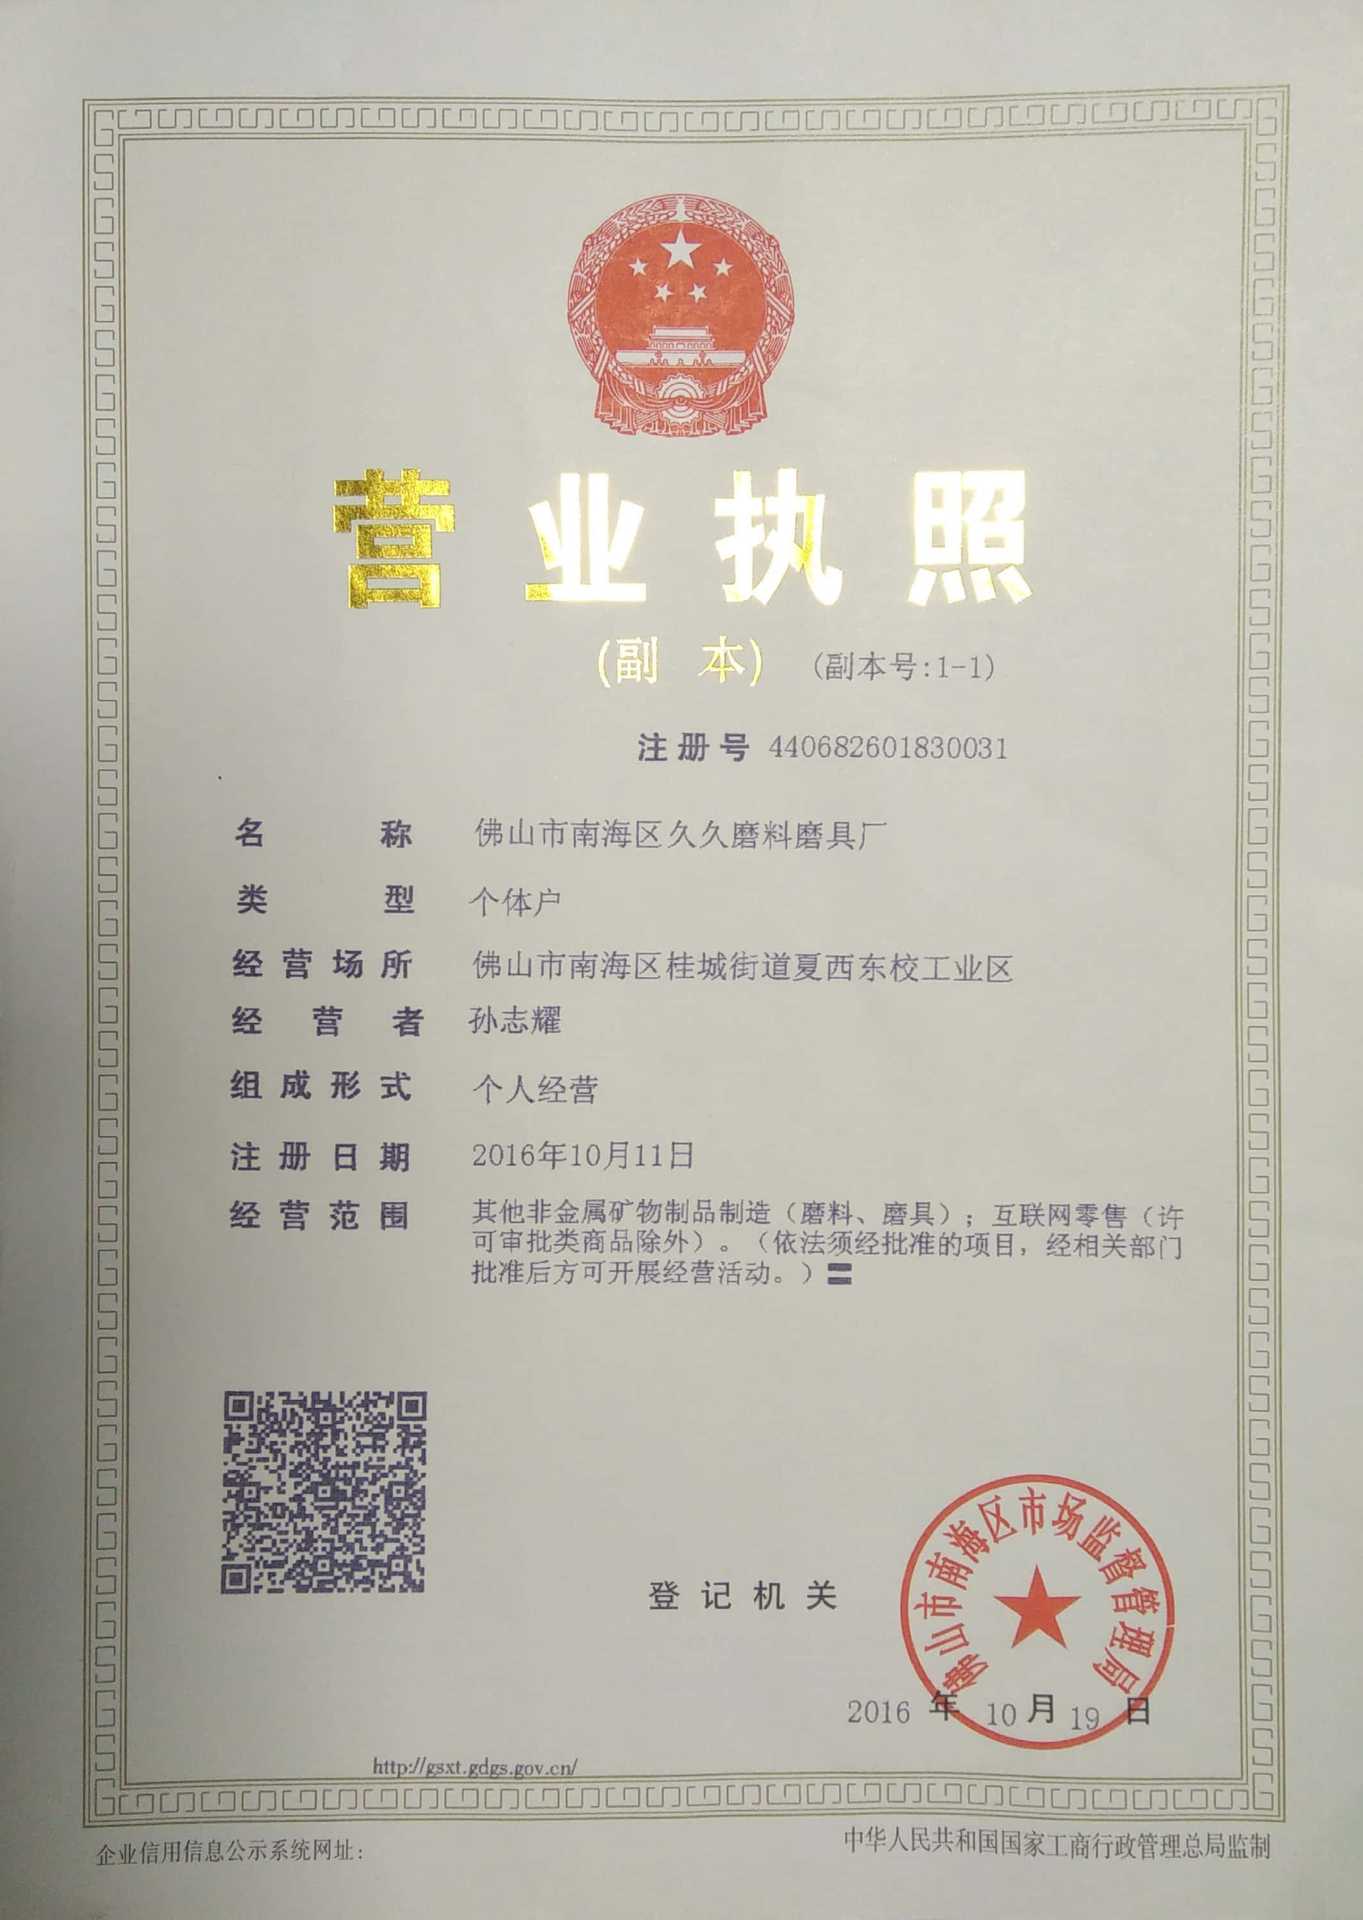 营业执照
(副 本) (副本号:1-1)
注册号 440682601830031
名 称 佛山市南海区久久磨料磨具厂
类 型 个体户
经营场所 佛山市南海区桂城街道夏西东校工业区
经 营 者 孙志耀
组成形式 个人经营
注册日期 2016年10月11日
经营范围 其他非金属矿物制品制造（磨料、磨具）；互联网零售（许
可审批类商品除外）。（依法须经批准的项目，经相关部门
批准后方可开展经营活动。）
佛山市南海区市场监督管理局
登记机关
2016 年 10 月 19 日
http://gsxt.gdgs.gov.cn/
企业信用信息公示系统网址:
中华人民共和国国家工商行政管理总局监制